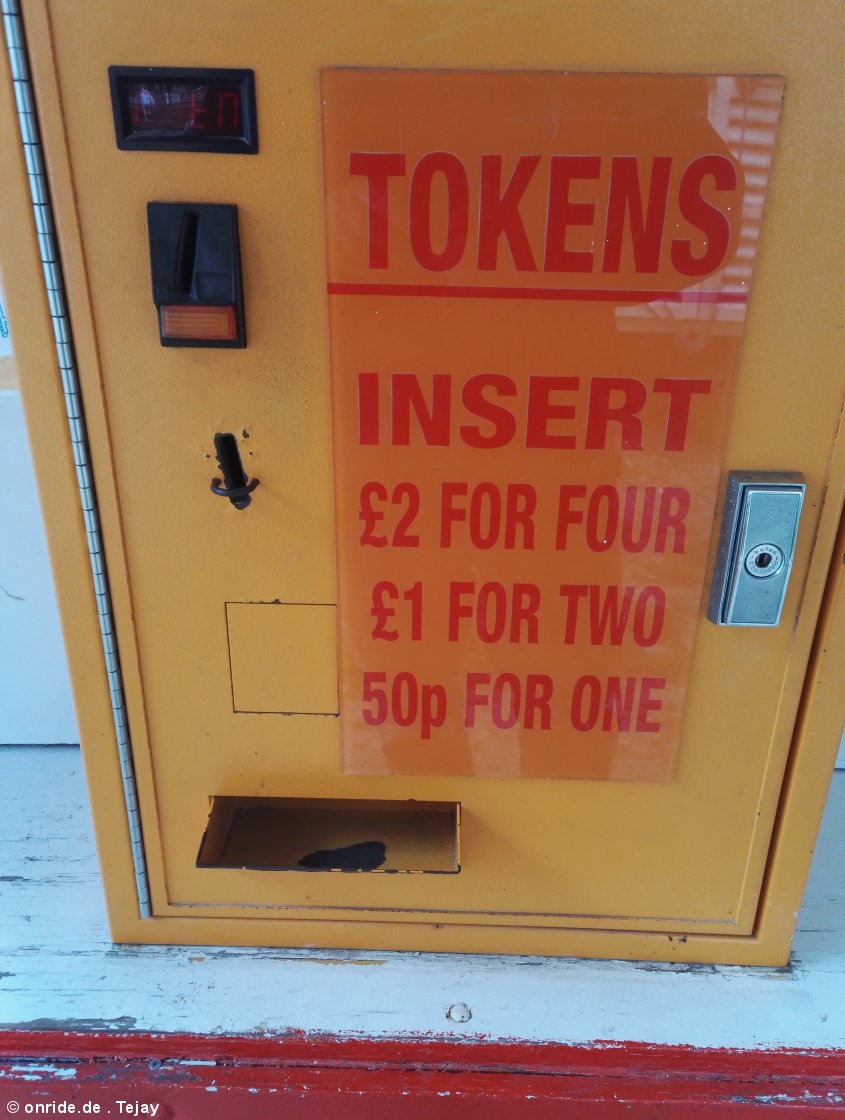 TOKENS
INSERT
£2 FOR FOUR
£1 FOR TWO
50p FOR ONE
© onride.de . Tejay